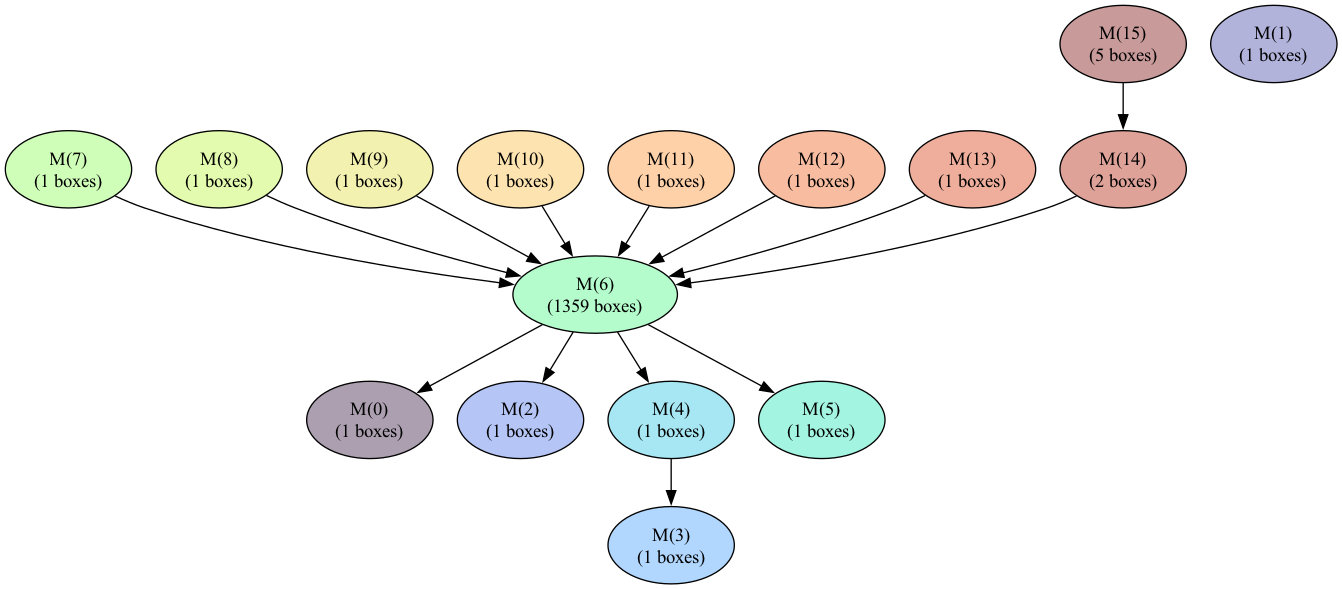 M(15)
(5 boxes)
M(1)
(1 boxes)
M(7)
(1 boxes)
M(8)
(1 boxes)
M(9)
(1 boxes)
M(10)
(1 boxes)
M(11)
(1 boxes)
M(12)
(1 boxes)
M(13)
(1 boxes)
M(14)
(2 boxes)
M(6)
(1359 boxes)
M(0)
(1 boxes)
M(2)
(1 boxes)
M(4)
(1 boxes)
M(5)
(1 boxes)
M(3)
(1 boxes)